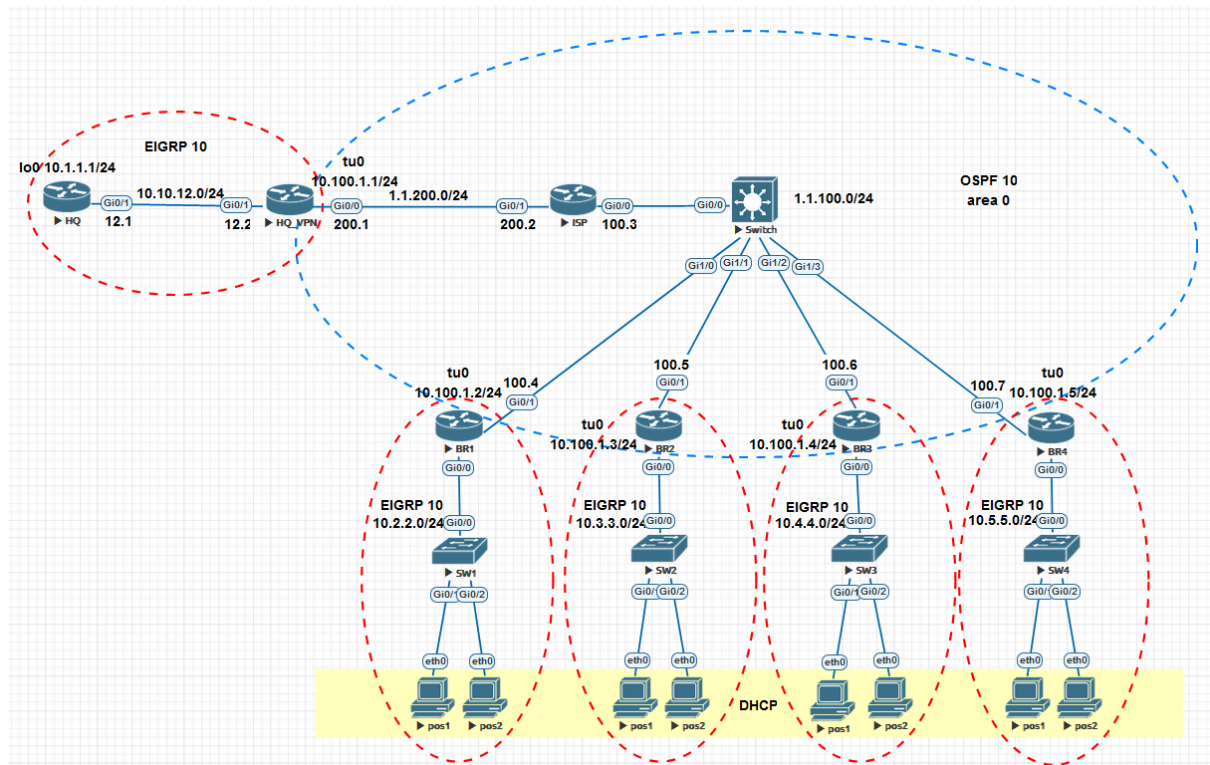 EIGRP 10
lo0 10.1.1.1/24
10.10.12.0/24
Gi0/1
12.1
HQ
Gi0/1
12.2
HQ_VPN
tu0
10.100.1.1/24
Gi0/0
200.1
1.1.200.0/24
Gi0/1
200.2
ISP
Gi0/0
100.3
Gi0/0
Switch
1.1.100.0/24
OSPF 10
area 0
Gi1/0
Gi1/1
Gi1/2
Gi1/3
tu0
10.100.1.2/24
100.4
Gi0/1
BR1
Gi0/0
100.5
Gi0/1
tu0
10.100.1.3/24
BR2
Gi0/0
100.6
Gi0/1
tu0
10.100.1.4/24
BR3
Gi0/0
100.7
Gi0/1
tu0
10.100.1.5/24
BR4
Gi0/0
EIGRP 10
10.2.2.0/24
Gi0/0
SW1
Gi0/1
Gi0/2
EIGRP 10
10.3.3.0/24
Gi0/0
SW2
Gi0/1
Gi0/2
EIGRP 10
10.4.4.0/24
Gi0/0
SW3
Gi0/1
Gi0/2
EIGRP 10
10.5.5.0/24
Gi0/0
SW4
Gi0/1
Gi0/2
eth0
eth0
eth0
eth0
eth0
eth0
eth0
eth0
pos1
pos2
pos1
pos2
DHCP
pos1
pos2
pos1
pos2